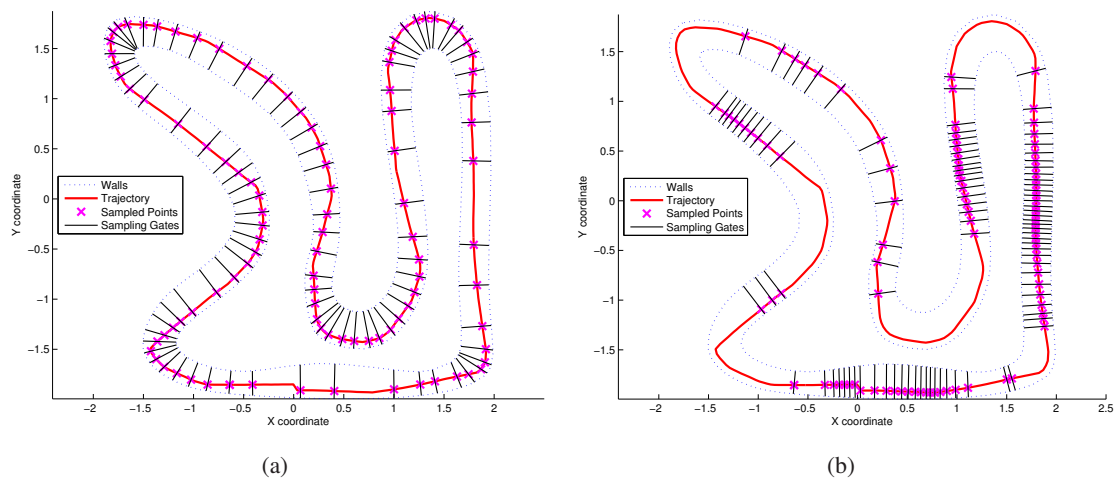 1.5
1
0.5
0
−0.5
−1
−1.5
Y coordinate
Walls
Trajectory
Sampled Points
Sampling Gates
−2 −1.5 −1 −0.5 0 0.5 1 1.5 2
X coordinate
(a)
1.5
1
0.5
0
−0.5
−1
−1.5
Y coordinate
Walls
Trajectory
Sampled Points
Sampling Gates
−2 −1.5 −1 −0.5 0 0.5 1 1.5 2 2.5
X coordinate
(b)